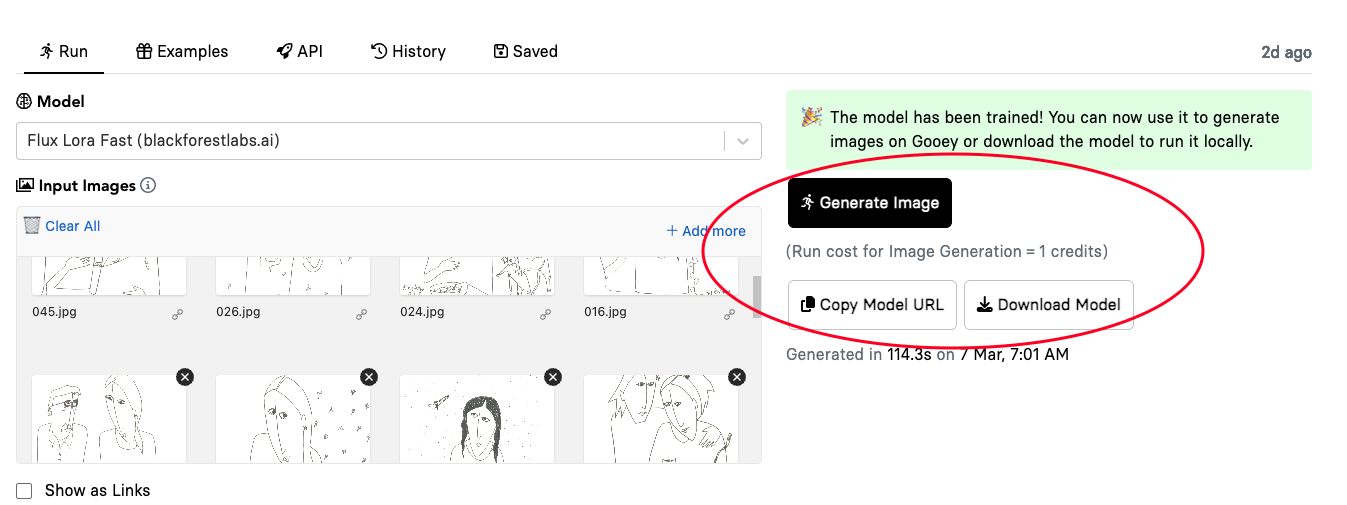 Run Examples API History Saved
2d ago
Model
Flux Lora Fast (blackforestlabs.ai)
Input Images
Clear All
+ Add more
045.jpg 026.jpg 024.jpg 016.jpg
Show as Links
The model has been trained! You can now use it to generate
images on Gooey or download the model to run it locally.
Generate Image
(Run cost for Image Generation = 1 credits)
Copy Model URL Download Model
Generated in 114.3s on 7 Mar, 7:01 AM